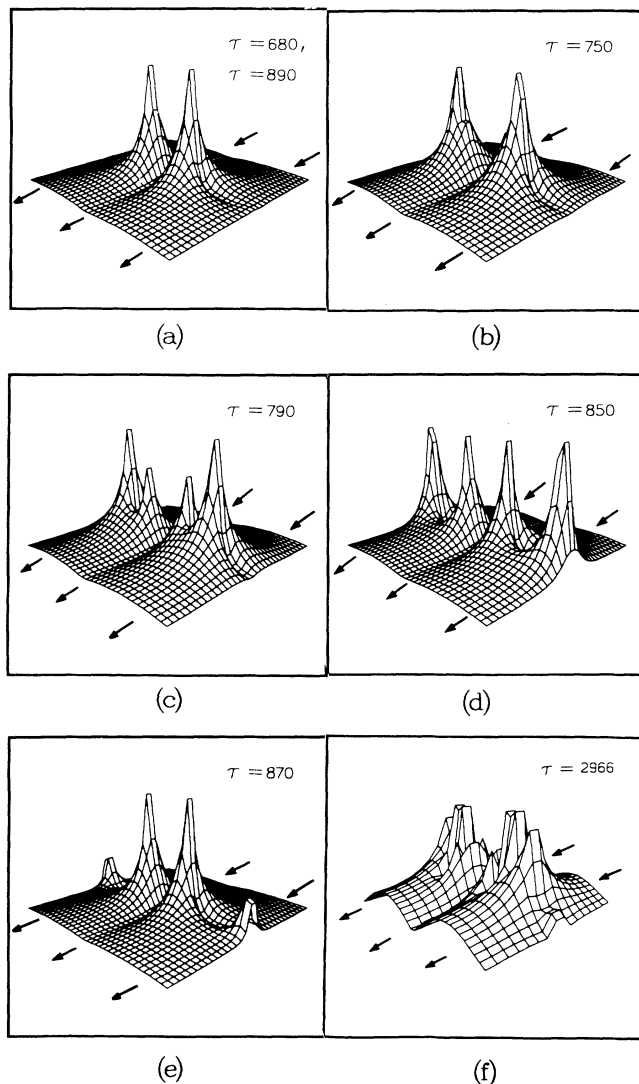 τ = 680,
τ = 890
τ = 750
(a)
(b)
τ = 790
τ = 850
(c)
(d)
τ = 870
τ = 2966
(e)
(f)